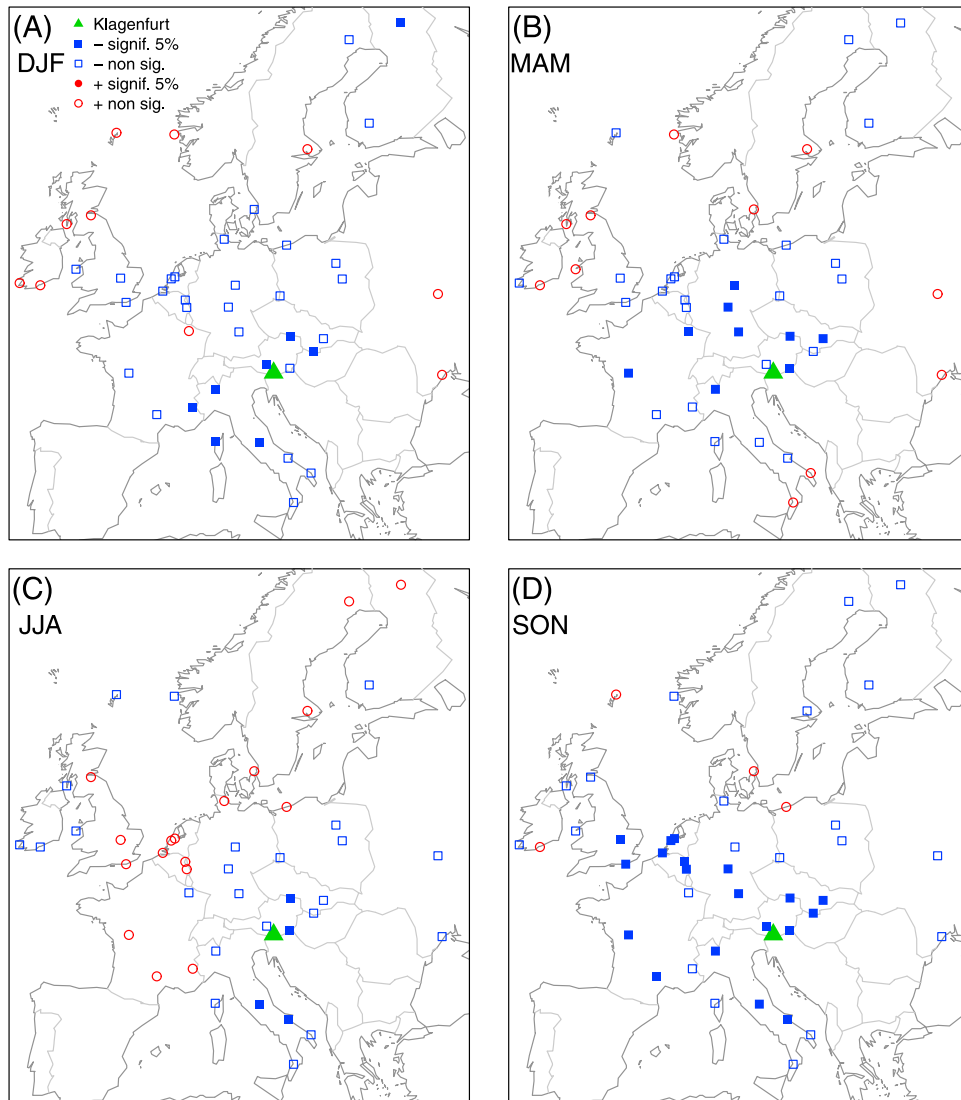 (A)
DJF
Klagenfurt
– signif. 5%
– non sig.
+ signif. 5%
+ non sig.
(B)
MAM
(C)
JJA
(D)
SON